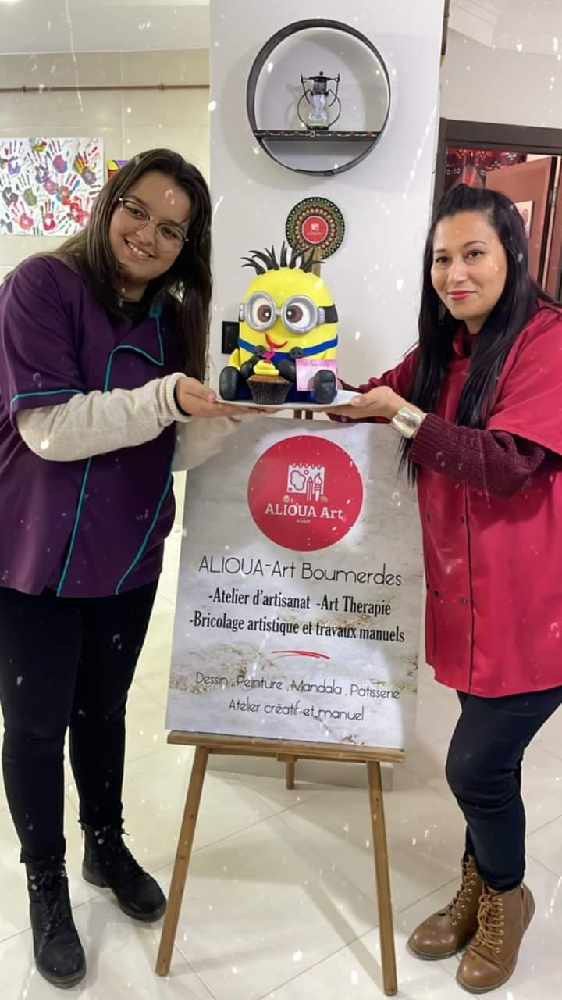 ALIOUA Art
AliArt
ALIOUA-Art Boumerdes
-Atelier d'artisanat -Art Therapie
-Bricolage artistique et travaux manuels
Dessin , Peinture , Mandala , Patisserie
Atelier créatif et manuel